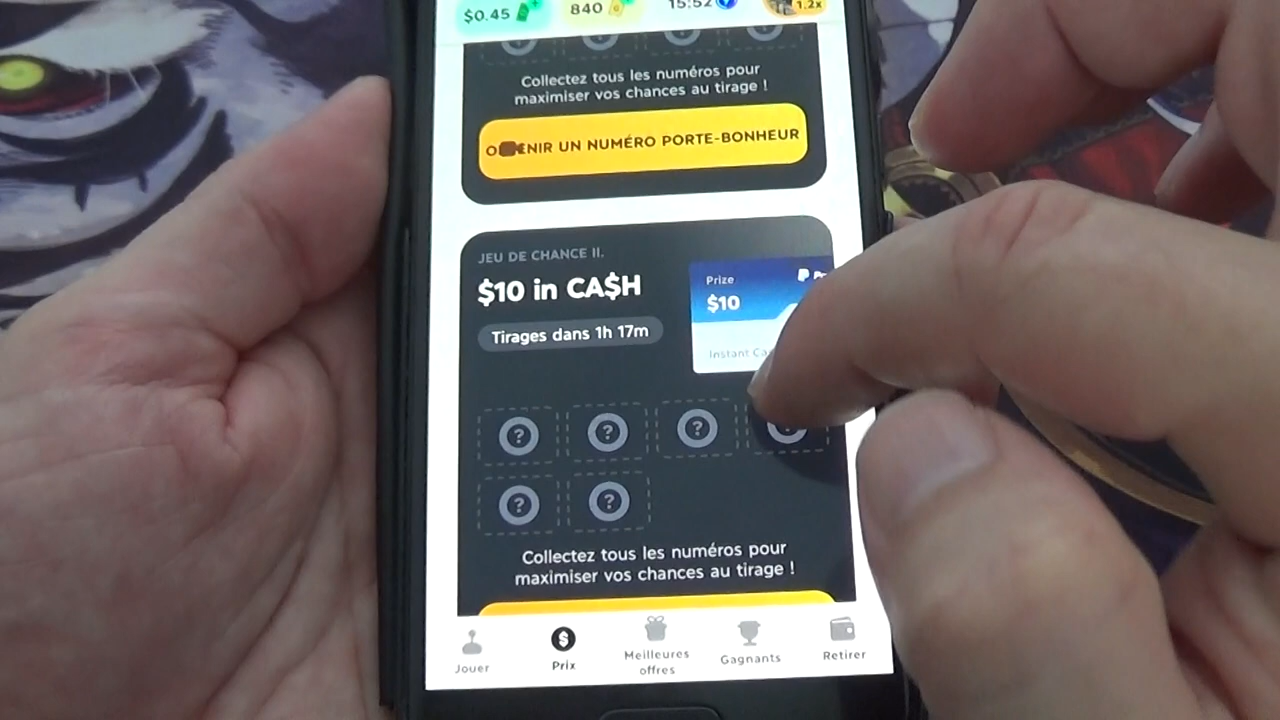 $0.45
840
15:52
1.2x
Collectez tous les numéros pour
maximiser vos chances au tirage !
UN NUMÉRO PORTE-BONHEUR
JEU DE CHANCE II.
$10 in CA$H
Tirages dans 1h 17m
Prize
$10
Instant
Collectez tous les numéros pour
maximiser vos chances au tirage !
Jouer
Prix
Meilleures
offres
Gagnants
Retirer